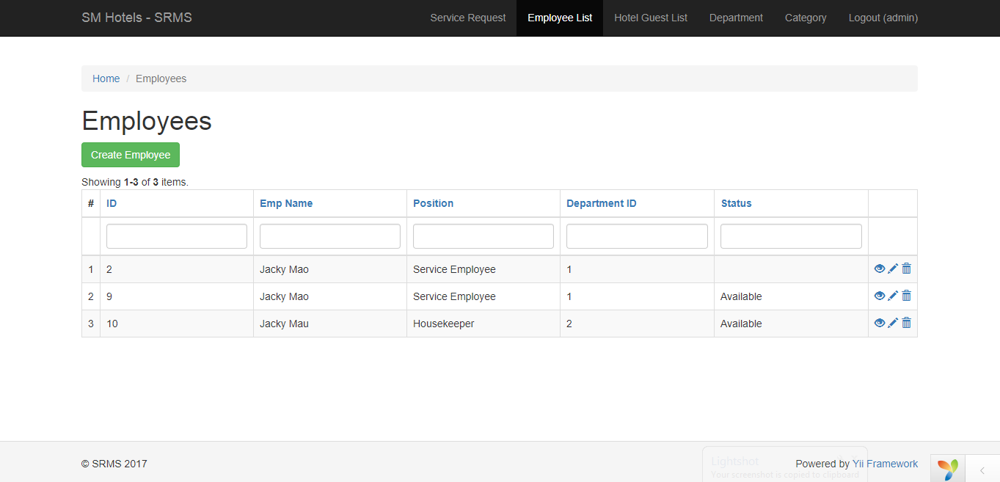 SM Hotels - SRMS Service Request Employee List Hotel Guest List Department Category Logout (admin)
Home / Employees
Employees
Create Employee
Showing 1-3 of 3 items.
# ID Emp Name Position Department ID Status
1 2 Jacky Mao Service Employee 1
2 9 Jacky Mao Service Employee 1 Available
3 10 Jacky Mau Housekeeper 2 Available
Lightshot
© SRMS 2017 Powered by Yii Framework
Your screenshot is copied to clipboard